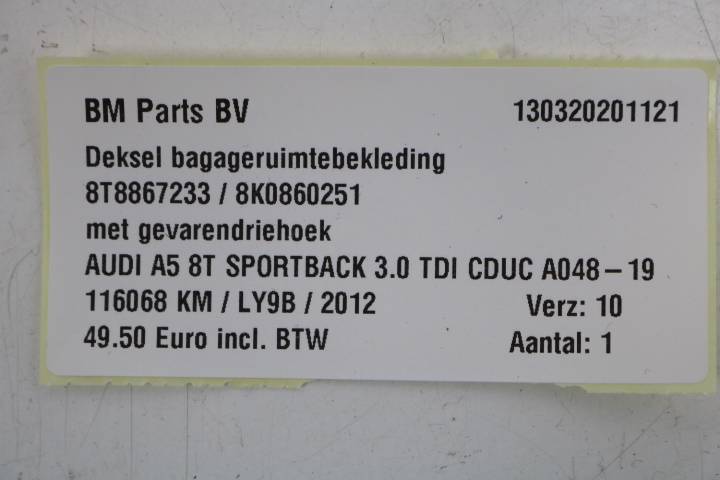 BM Parts BV 130320201121
Deksel bagageruimtebekleding
8T8867233 / 8K0860251
met gevarendriehoek
AUDI A5 8T SPORTBACK 3.0 TDI CDUC A048-19
116068 KM / LY9B / 2012 Verz: 10
49.50 Euro incl. BTW Aantal: 1